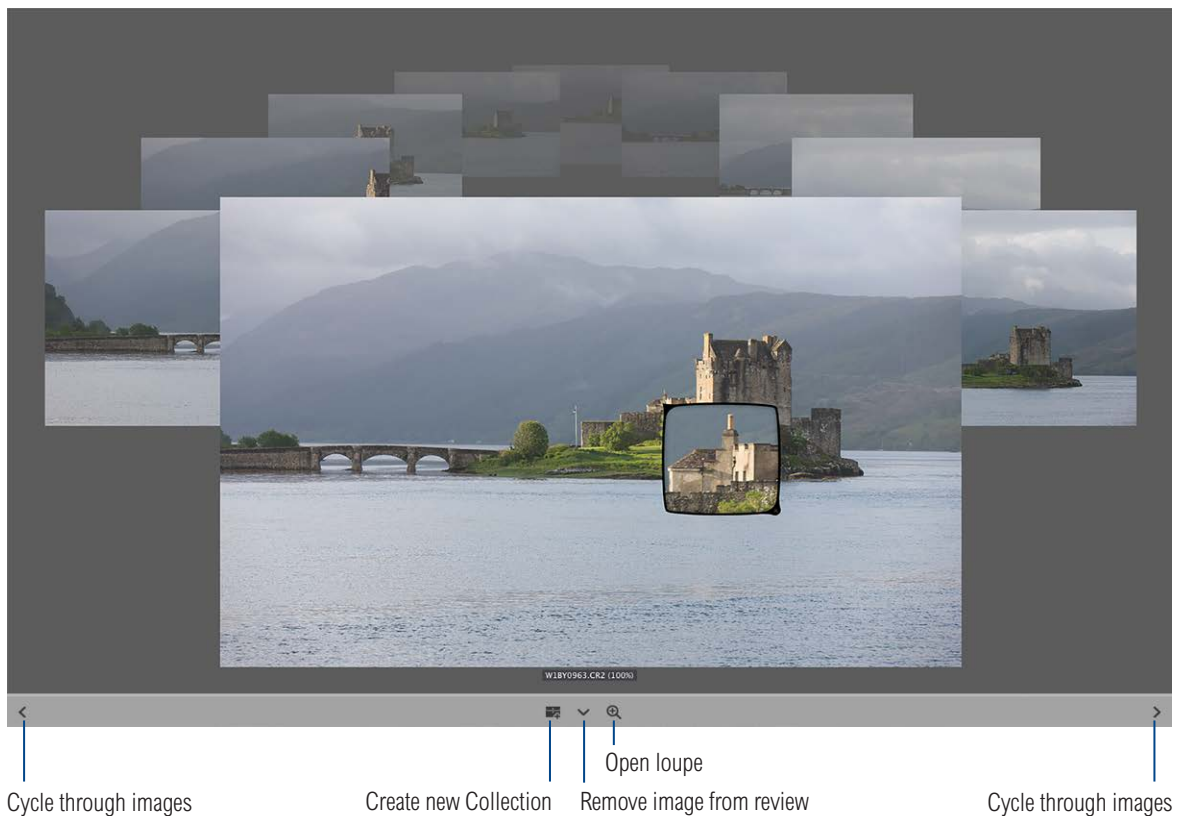 W1BY0963.CR2 (100%)
Open loupe
Cycle through images
Create new Collection
Remove image from review
Cycle through images